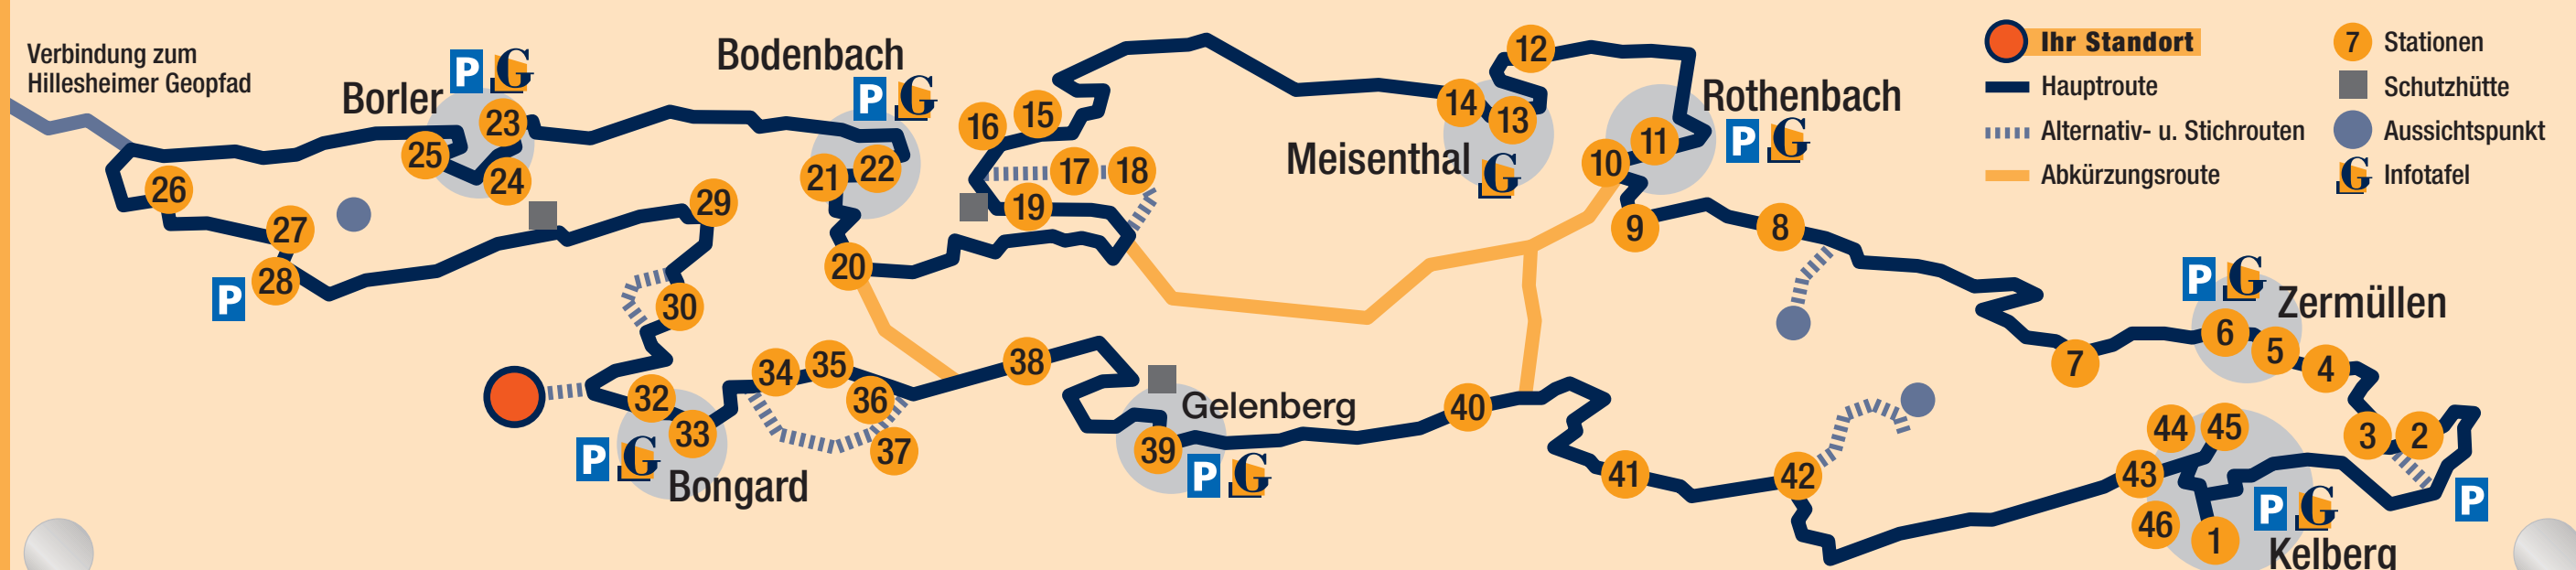 Verbindung zum
Hillesheimer Geopfad
Borler
P G
23
25
24
26
27
28
P
29
30
32
33
P G
Bongard
Bodenbach
P G
21
22
20
34
35
36
37
38
16
15
17
18
19
Gelenberg
39
P G
40
Meisenthal
G
14
13
12
Rothenbach
P G
11
10
9
8
7
41
42
P G
Zermüllen
6
5
4
3
2
P
44
45
43
46
1
P G
Kelberg
Ihr Standort
Hauptroute
Alternativ- u. Stichrouten
Abkürzungsroute
7 Stationen
Schutzhütte
Aussichtspunkt
G Infotafel